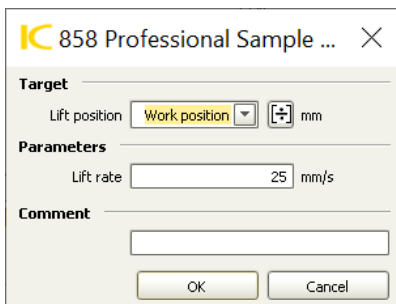 IC 858 Professional Sample ...
Target
Lift position Work position [÷] mm
Parameters
Lift rate 25 mm/s
Comment
OK Cancel